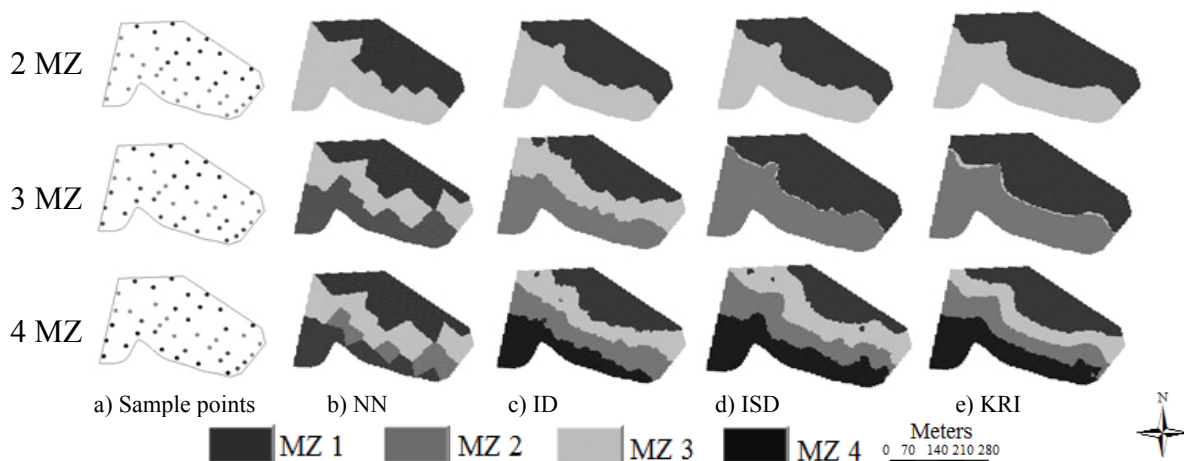 2 MZ
3 MZ
4 MZ
a) Sample points
b) NN
c) ID
d) ISD
e) KRI
MZ 1
MZ 2
MZ 3
MZ 4
Meters
0 70 140 210 280
N